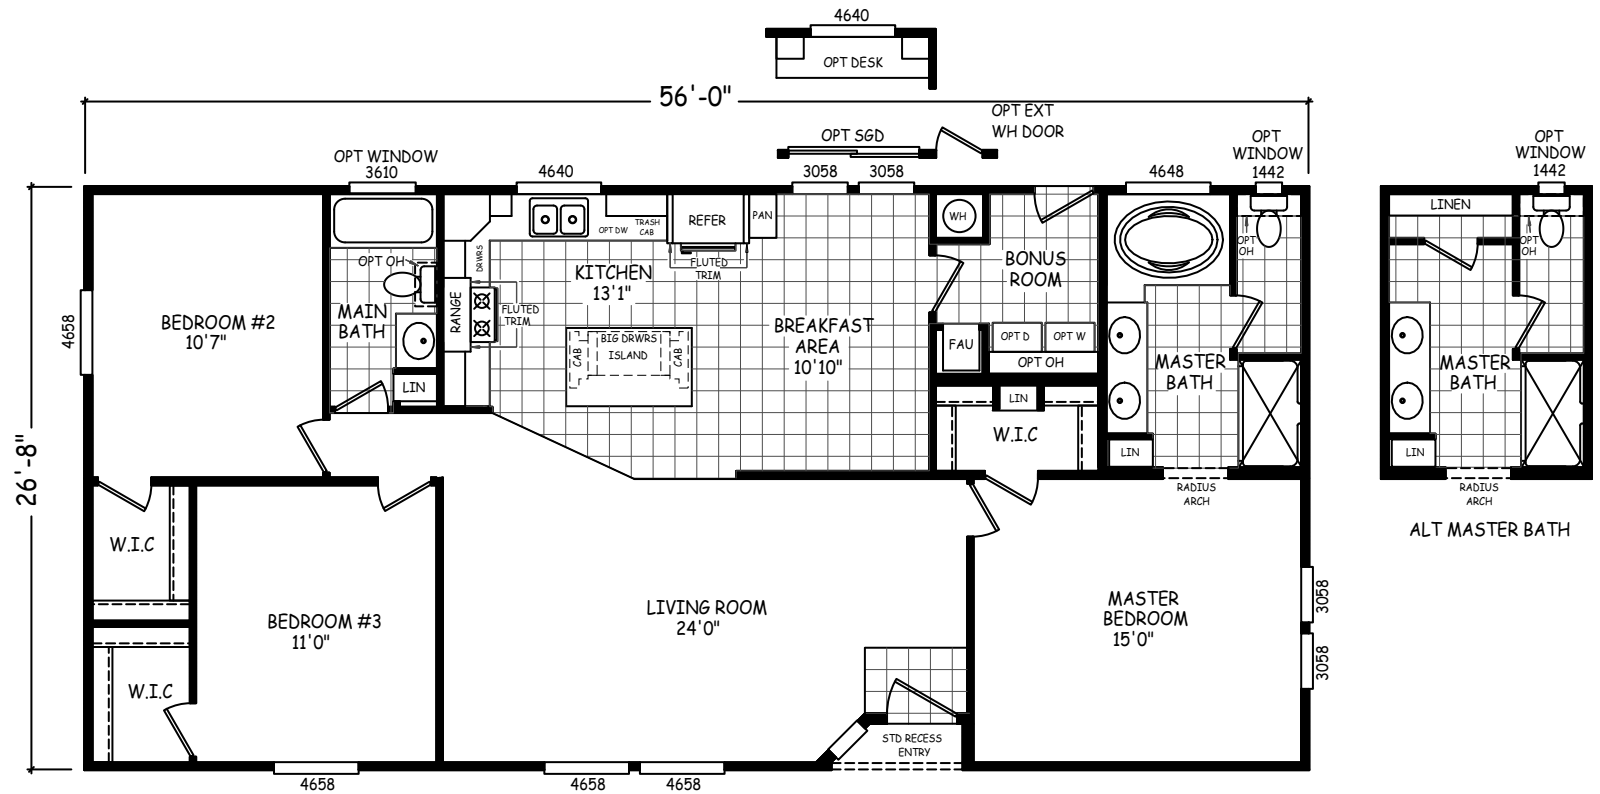 4640
OPT DESK
56'-0"
OPT EXT
WH DOOR
OPT SGD
OPT WINDOW
3610
4640
3058
3058
4648
OPT
WINDOW
1442
OPT
WINDOW
1442
WH
REFER
PAN
TRASH
CAB
OPT DW
DRWRS
FLUTED
TRIM
OPT OH
OPT
OH
LINEN
OPT
OH
KITCHEN
13'1"
BONUS
ROOM
RANGE
FLUTED
TRIM
MAIN
BATH
BEDROOM #2
10'7"
4658
BIG DRWRS
ISLAND
CAB
CAB
BREAKFAST
AREA
10'10"
FAU
OPT D
OPT W
OPT OH
MASTER
BATH
MASTER
BATH
LIN
LIN
W.I.C
LIN
LIN
26'-8"
RADIUS
ARCH
RADIUS
ARCH
ALT MASTER BATH
W.I.C
BEDROOM #3
11'0"
LIVING ROOM
24'0"
MASTER
BEDROOM
15'0"
3058
3058
W.I.C
STD RECESS
ENTRY
4658
4658
4658